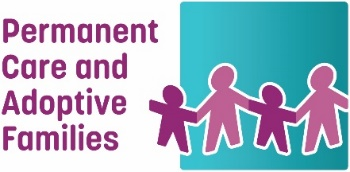 Permanent
Care and
Adoptive
Families